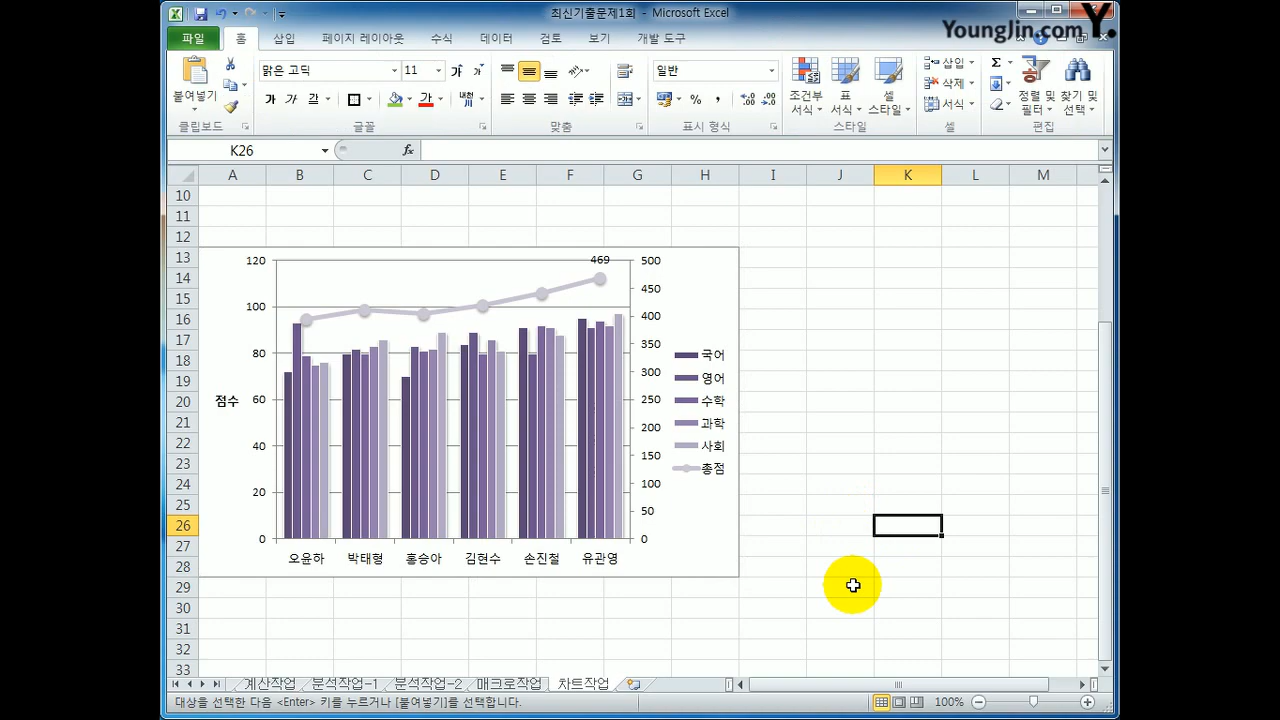 최신기출문제1회 - Microsoft Excel
YoungJin.com Y.
파일 홈 삽입 페이지 레이아웃 수식 데이터 검토 보기 개발 도구
붙여넣기
클립보드
맑은 고딕 11
가 가 간 가 내천
글꼴
맞춤
일반
% ,
표시 형식
조건부 서식
표 서식
셀 스타일
스타일
삽입
삭제
서식
셀
Σ
정렬 및 필터
찾기 및 선택
편집
K26 fx
A B C D E F G H I J K L M
10
11
12
13
14
15
16
17
18
19
20
21
22
23
24
25
26
27
28
29
30
31
32
33
120
100
80
60
40
20
0
점수
469
500
450
400
350
300
250
200
150
100
50
0
국어
영어
수학
과학
사회
총점
오윤하 박태형 홍승아 김현수 손진철 유관영
계산작업 분석작업-1 분석작업-2 매크로작업 차트작업
대상을 선택한 다음 <Enter> 키를 누르거나 [붙여넣기]를 선택합니다.
100%